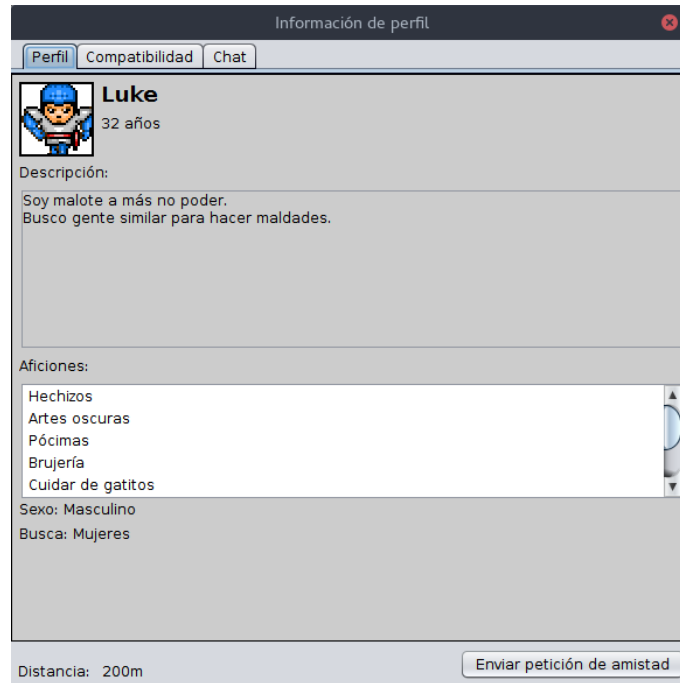 Información de perfil
Perfil Compatibilidad Chat
Luke
32 años
Descripción:
Soy malote a más no poder.
Busco gente similar para hacer maldades.
Aficiones:
Hechizos
Artes oscuras
Pócimas
Brujería
Cuidar de gatitos
Sexo: Masculino
Busca: Mujeres
Distancia: 200m
Enviar petición de amistad